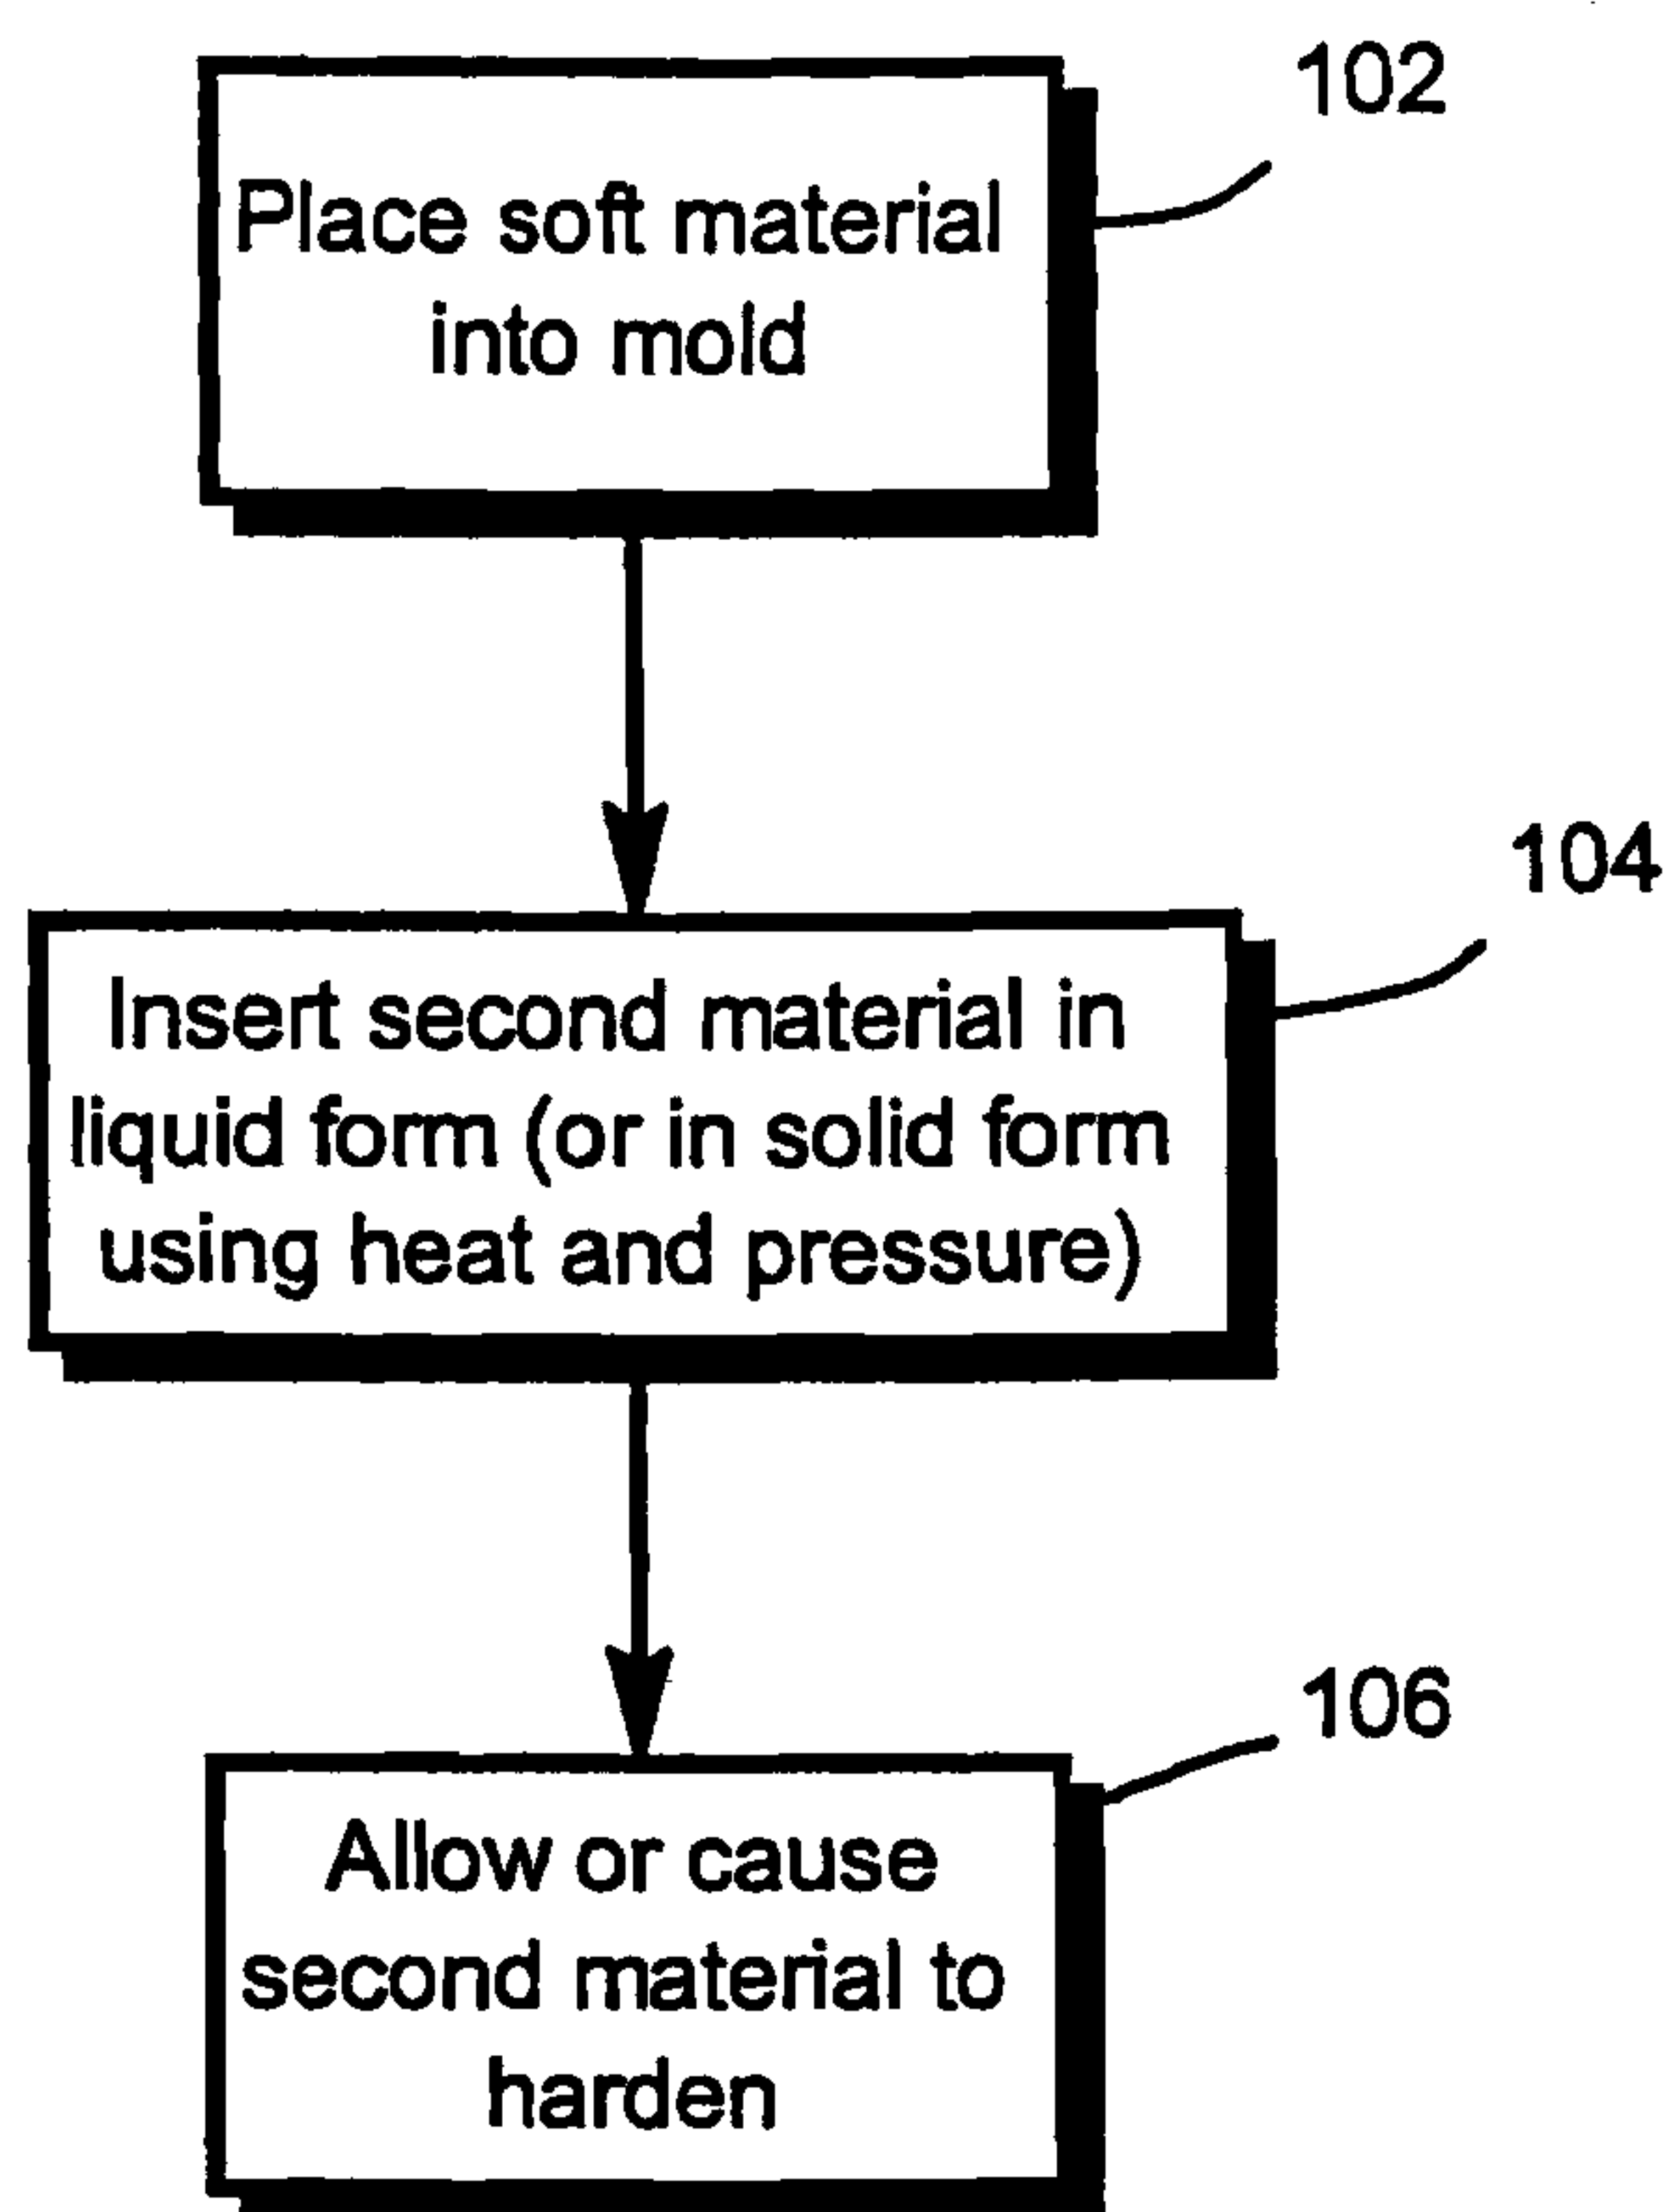 102
Place soft material
into mold
104
Insert second material in
liquid form (or in solid form
using heat and pressure)
106
Allow or cause
second material to
harden